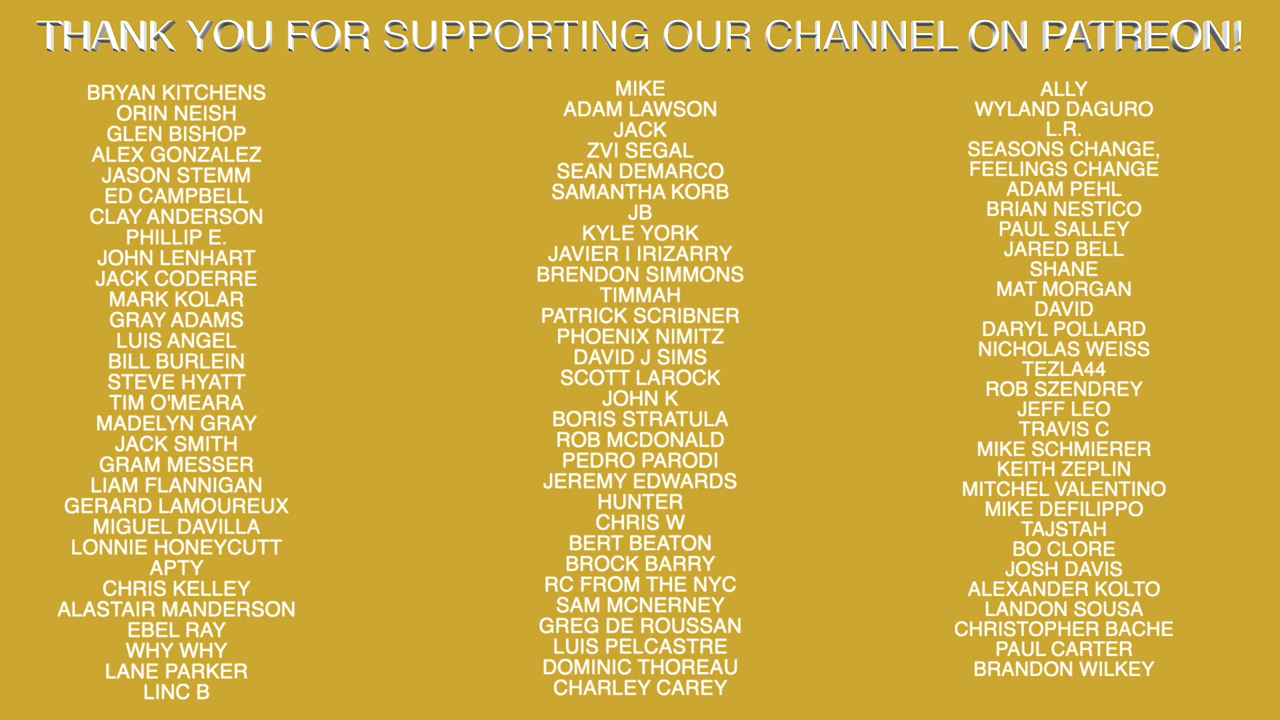 THANK YOU FOR SUPPORTING OUR CHANNEL ON PATREON!
BRYAN KITCHENS
ORIN NEISH
GLEN BISHOP
ALEX GONZALEZ
JASON STEMM
ED CAMPBELL
CLAY ANDERSON
PHILLIP E.
JOHN LENHART
JACK CODERRE
MARK KOLAR
GRAY ADAMS
LUIS ANGEL
BILL BURLEIN
STEVE HYATT
TIM O'MEARA
MADELYN GRAY
JACK SMITH
GRAM MESSER
LIAM FLANNIGAN
GERARD LAMOUREUX
MIGUEL DAVILLA
LONNIE HONEYCUTT
APTY
CHRIS KELLEY
ALASTAIR MANDERSON
EBEL RAY
WHY WHY
LANE PARKER
LINC B
MIKE
ADAM LAWSON
JACK
ZVI SEGAL
SEAN DEMARCO
SAMANTHA KORB
JB
KYLE YORK
JAVIER I IRIZARRY
BRENDON SIMMONS
TIMMAH
PATRICK SCRIBNER
PHOENIX NIMITZ
DAVID J SIMS
SCOTT LAROCK
JOHN K
BORIS STRATULA
ROB MCDONALD
PEDRO PARODI
JEREMY EDWARDS
HUNTER
CHRIS W
BERT BEATON
BROCK BARRY
RC FROM THE NYC
SAM MCNERNEY
GREG DE ROUSSAN
LUIS PELCASTRE
DOMINIC THOREAU
CHARLEY CAREY
ALLY
WYLAND DAGURO
L.R.
SEASONS CHANGE,
FEELINGS CHANGE
ADAM PEHL
BRIAN NESTICO
PAUL SALLEY
JARED BELL
SHANE
MAT MORGAN
DAVID
DARYL POLLARD
NICHOLAS WEISS
TEZLA44
ROB SZENDREY
JEFF LEO
TRAVIS C
MIKE SCHMIERER
KEITH ZEPLIN
MITCHEL VALENTINO
MIKE DEFILIPPO
TAJSTAH
BO CLORE
JOSH DAVIS
ALEXANDER KOLTO
LANDON SOUSA
CHRISTOPHER BACHE
PAUL CARTER
BRANDON WILKEY